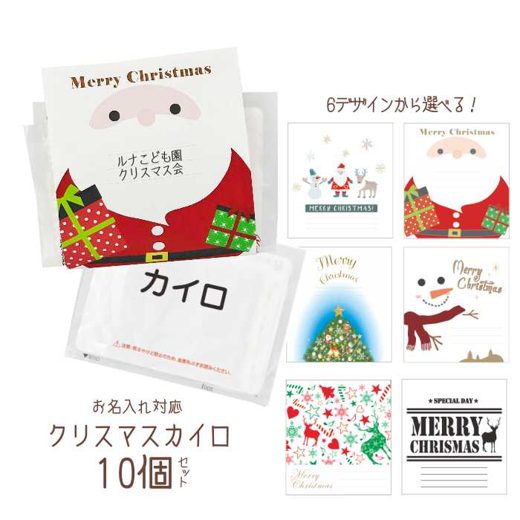 Merry Christmas
ルナこども園
クリスマス会
カイロ
6デザインから選べる!
MERRY CHRISTMAS!
Merry Christmas
Merry
Christmas
Merry
Christmas
Merry
Christmas
★ SPECIAL DAY ★
MERRY
CHRISMAS
お名入れ対応
クリスマスカイロ
10個セット